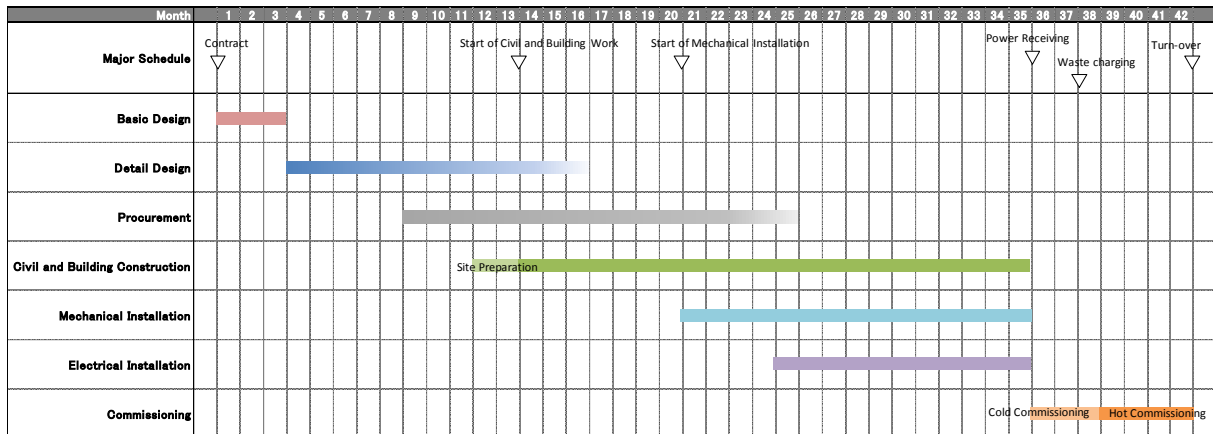 Month 1 2 3 4 5 6 7 8 9 10 11 12 13 14 15 16 17 18 19 20 21 22 23 24 25 26 27 28 29 30 31 32 33 34 35 36 37 38 39 40 41 42
Major Schedule
Contract
Start of Civil and Building Work
Start of Mechanical Installation
Power Receiving
Waste charging
Turn-over
Basic Design
Detail Design
Procurement
Civil and Building Construction
Site Preparation
Mechanical Installation
Electrical Installation
Commissioning
Cold Commissioning
Hot Commissioning